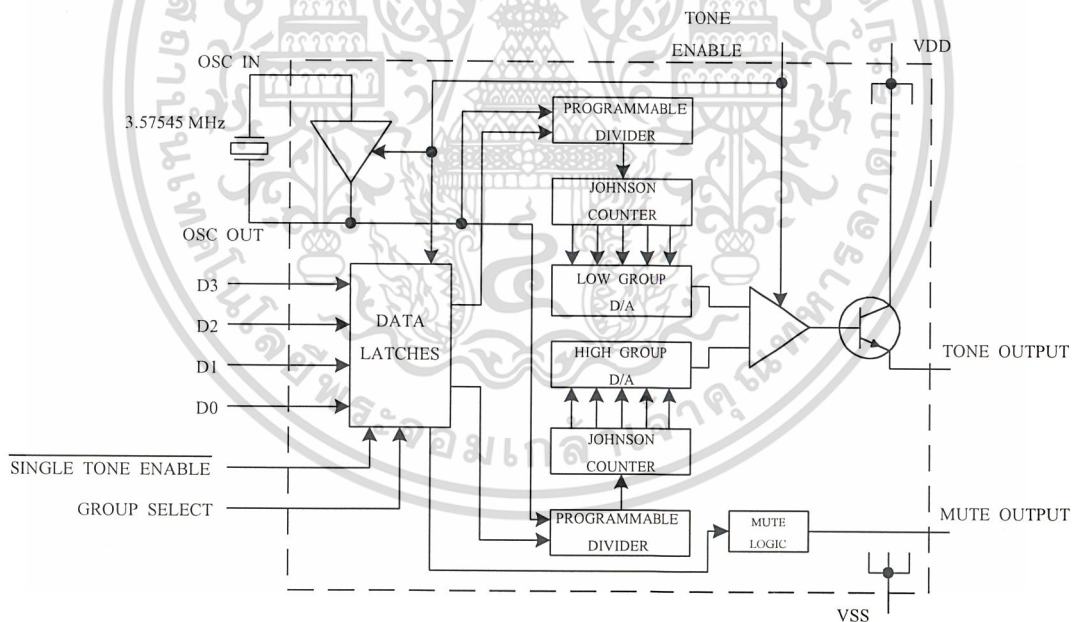 TONE
ENABLE
VDD
OSC IN
3.57545 MHz
PROGRAMMABLE
DIVIDER
JOHNSON
COUNTER
OSC OUT
LOW GROUP
D/A
D3
D2
D1
D0
DATA
LATCHES
HIGH GROUP
D/A
TONE OUTPUT
JOHNSON
COUNTER
SINGLE TONE ENABLE
GROUP SELECT
PROGRAMMABLE
DIVIDER
MUTE
LOGIC
MUTE OUTPUT
VSS